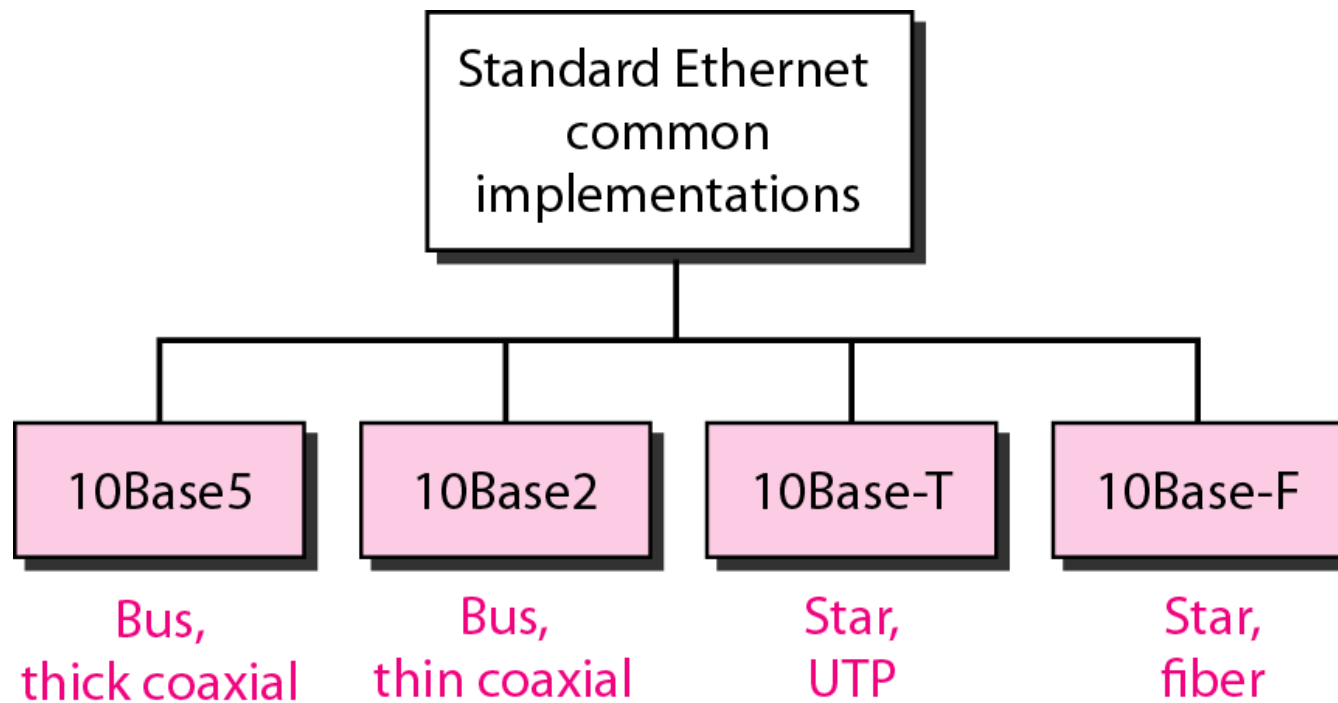 Standard Ethernet
common
implementations
10Base5
10Base2
10Base-T
10Base-F
Bus,
thick coaxial
Bus,
thin coaxial
Star,
UTP
Star,
fiber